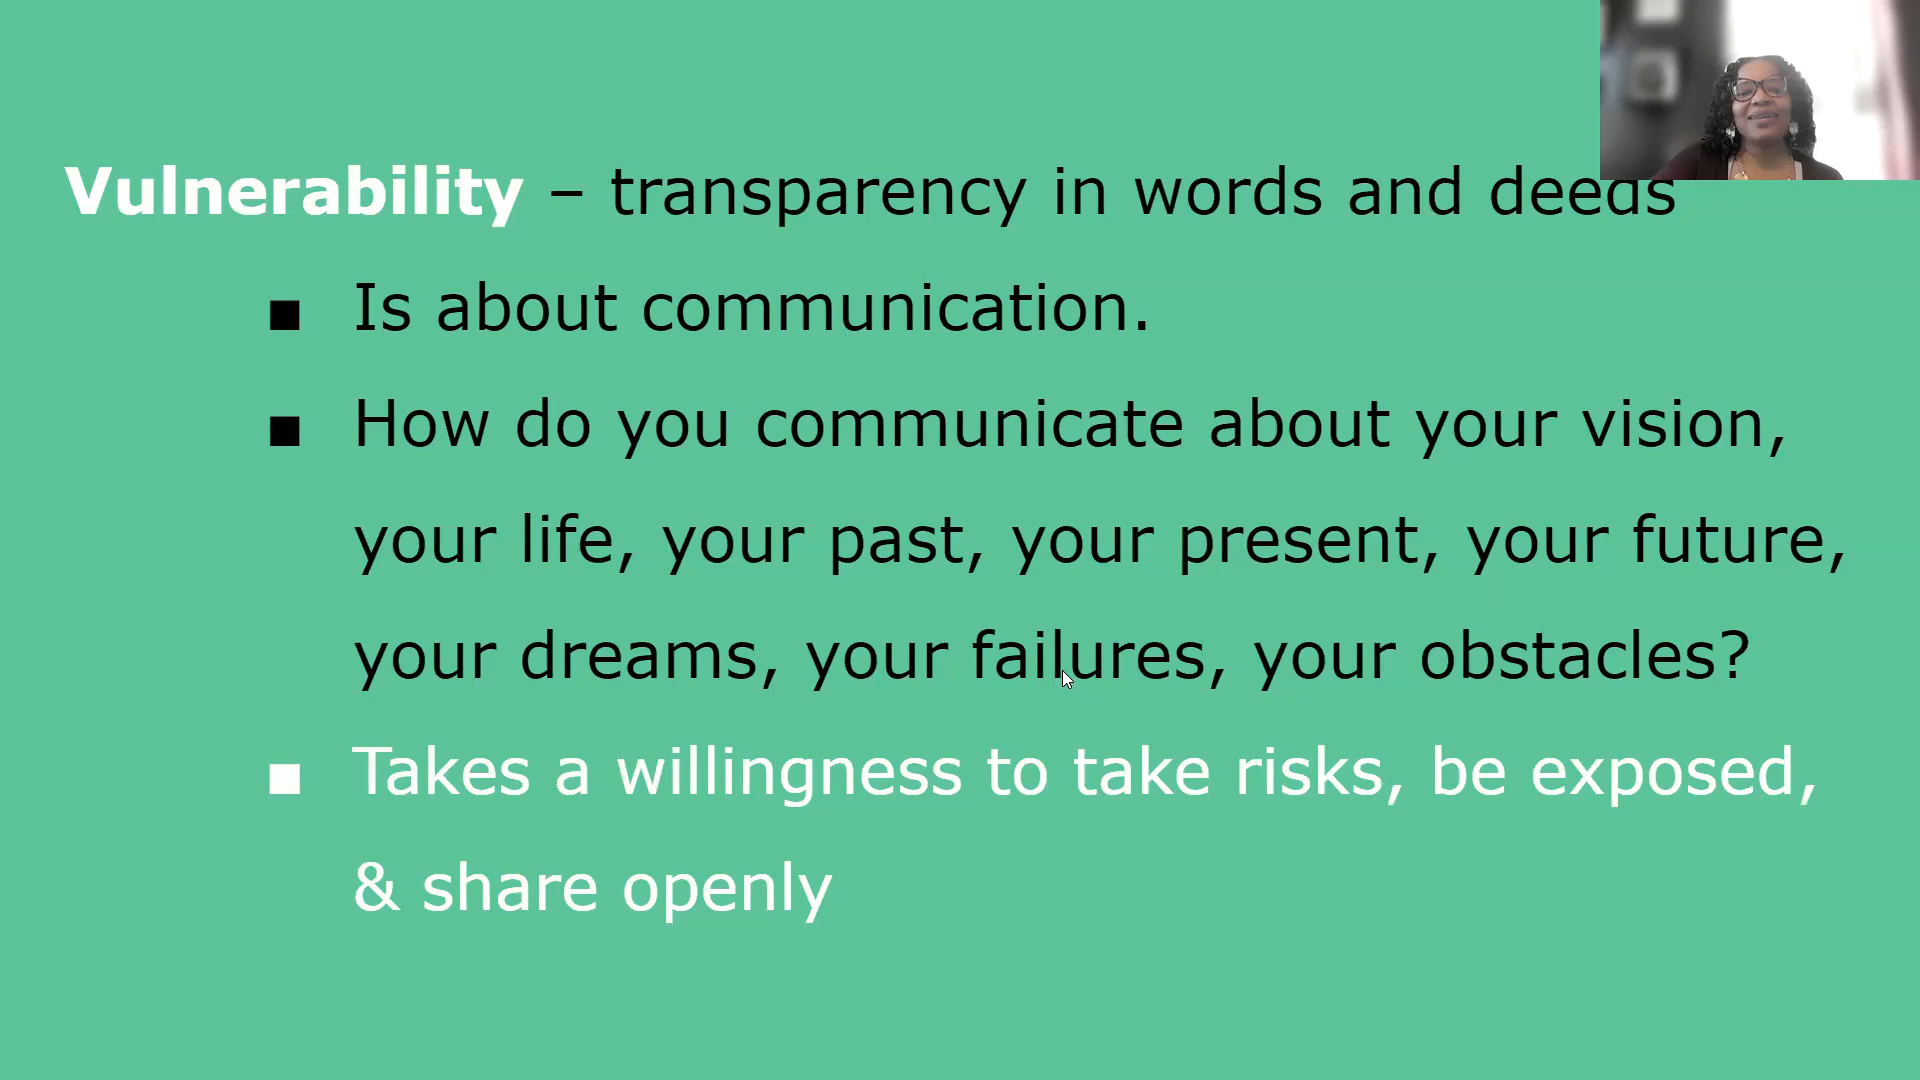 Vulnerability – transparency in words and deeds
▪ Is about communication.
▪ How do you communicate about your vision,
your life, your past, your present, your future,
your dreams, your failures, your obstacles?
▪ Takes a willingness to take risks, be exposed,
& share openly